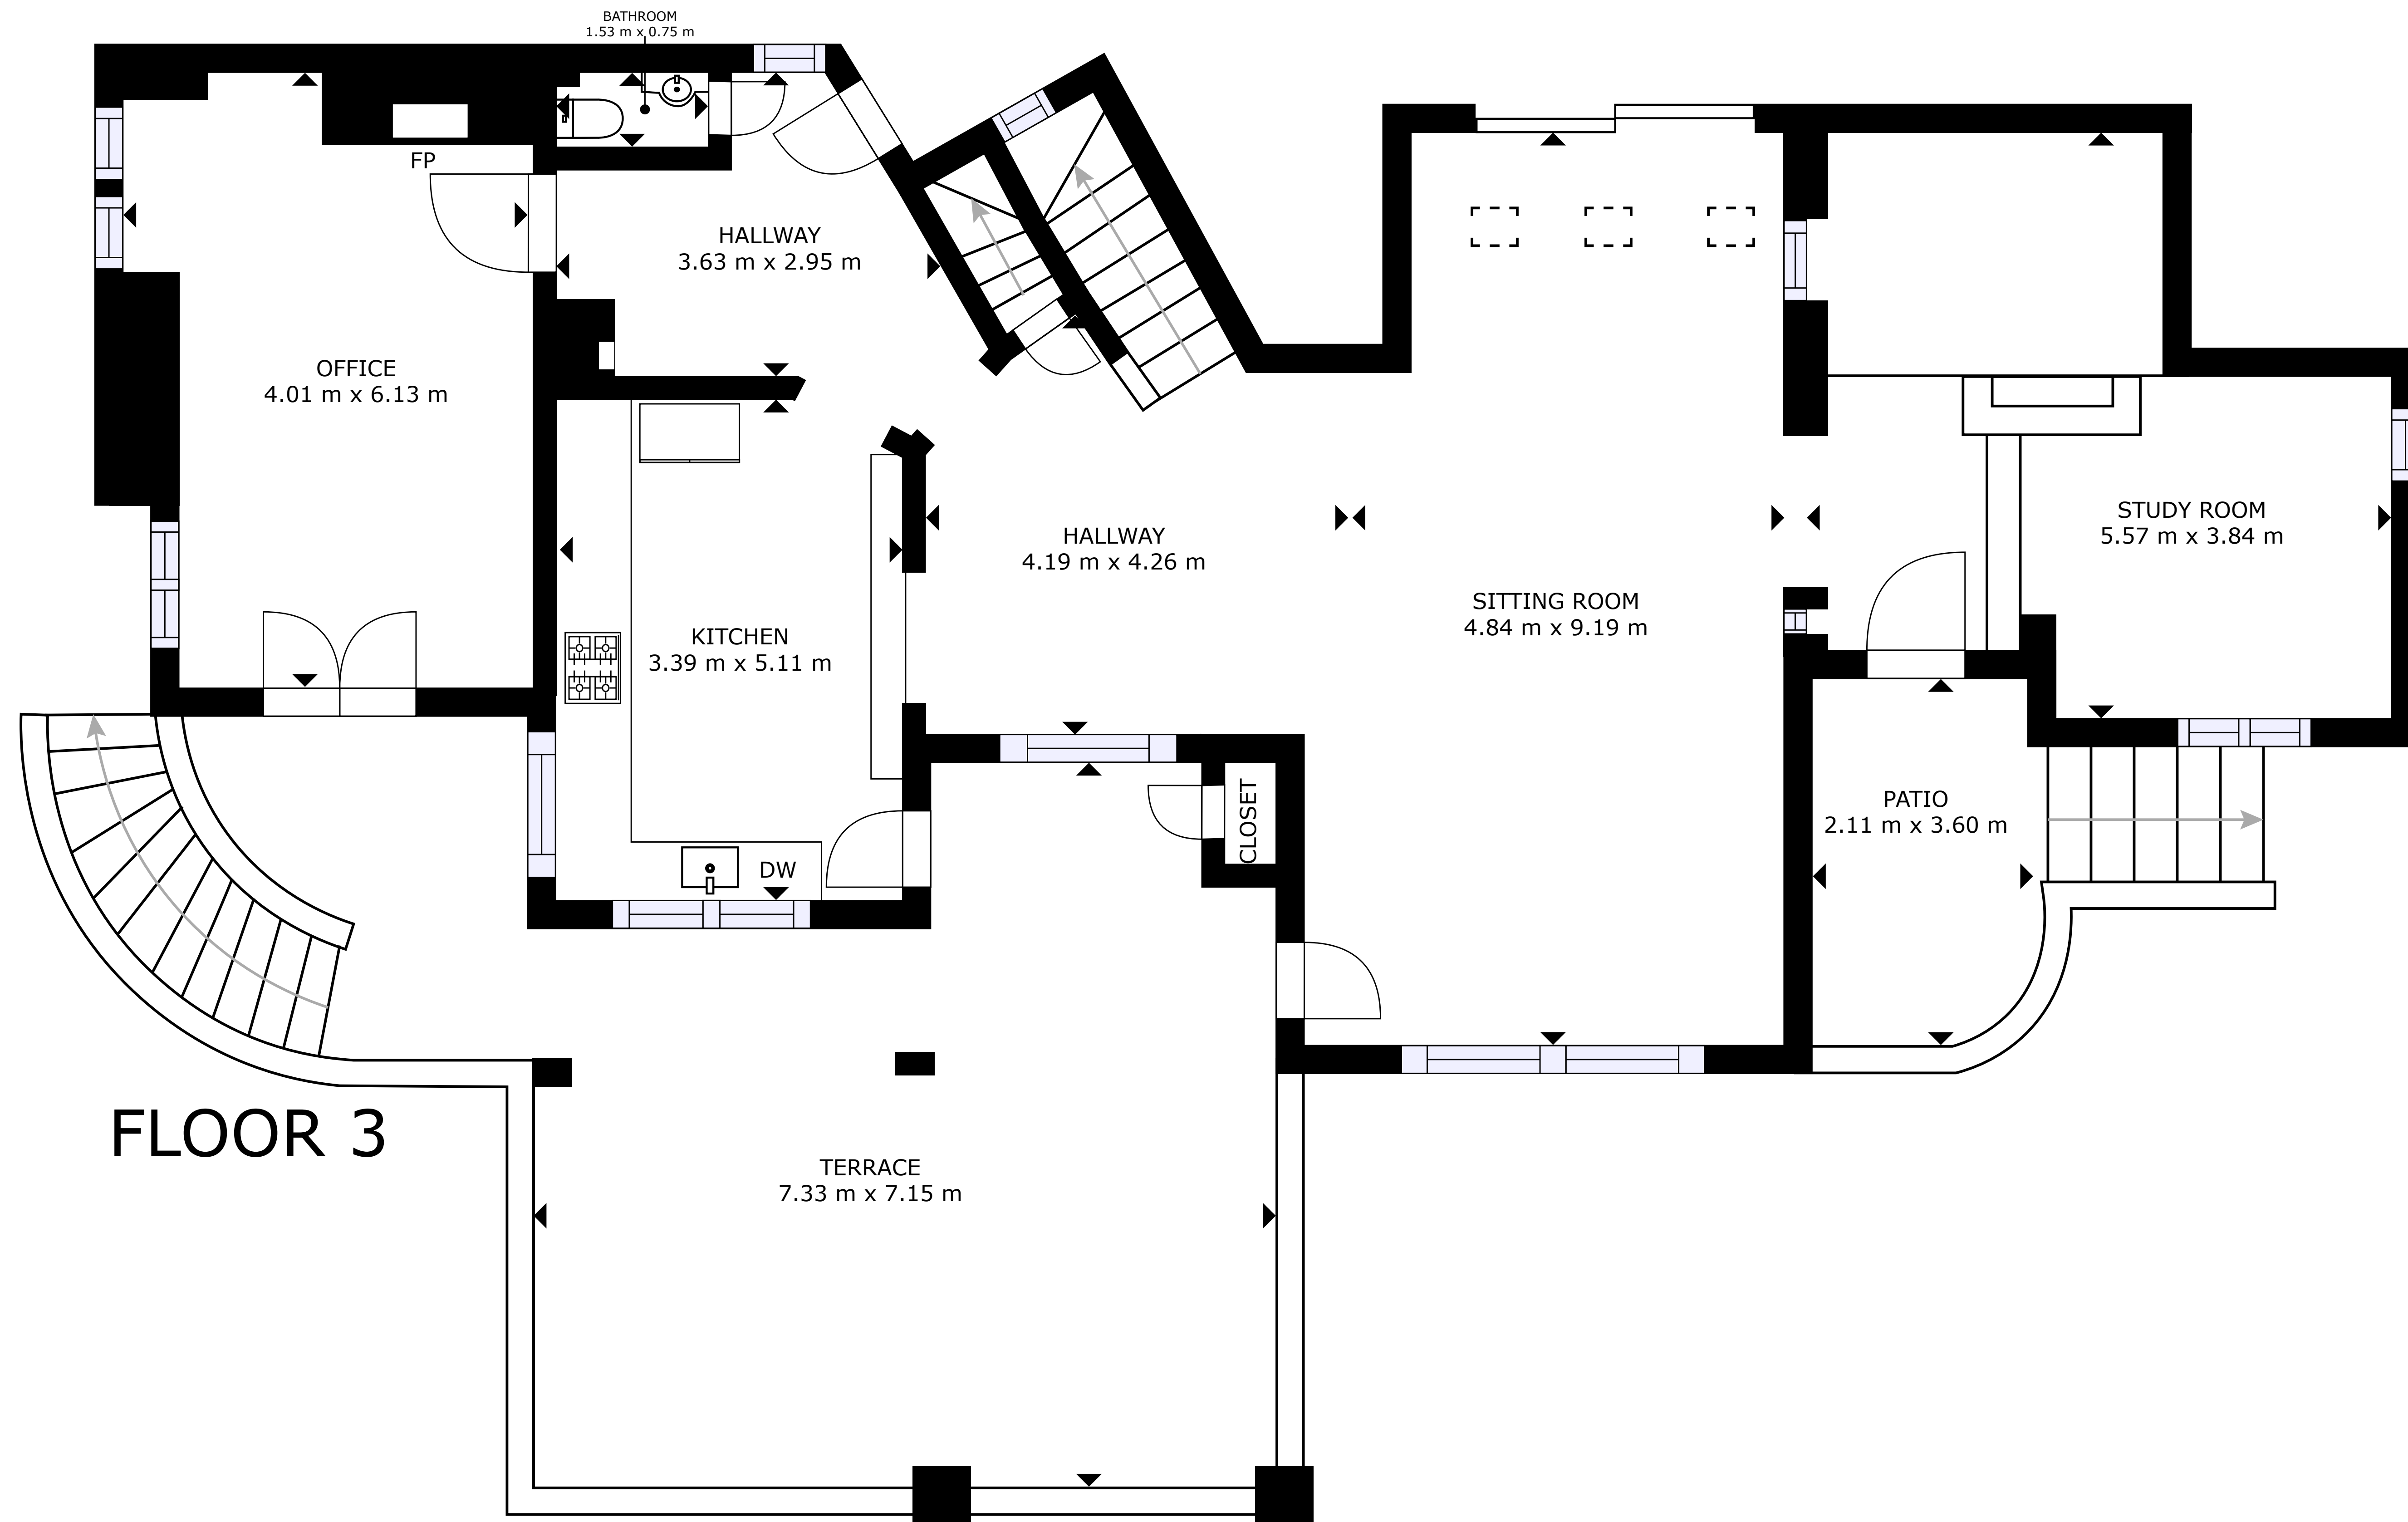 BATHROOM
1.53 m x 0.75 m
FP
HALLWAY
3.63 m x 2.95 m
OFFICE
4.01 m x 6.13 m
STUDY ROOM
5.57 m x 3.84 m
HALLWAY
4.19 m x 4.26 m
SITTING ROOM
4.84 m x 9.19 m
KITCHEN
3.39 m x 5.11 m
CLOSET
PATIO
2.11 m x 3.60 m
DW
FLOOR 3
TERRACE
7.33 m x 7.15 m